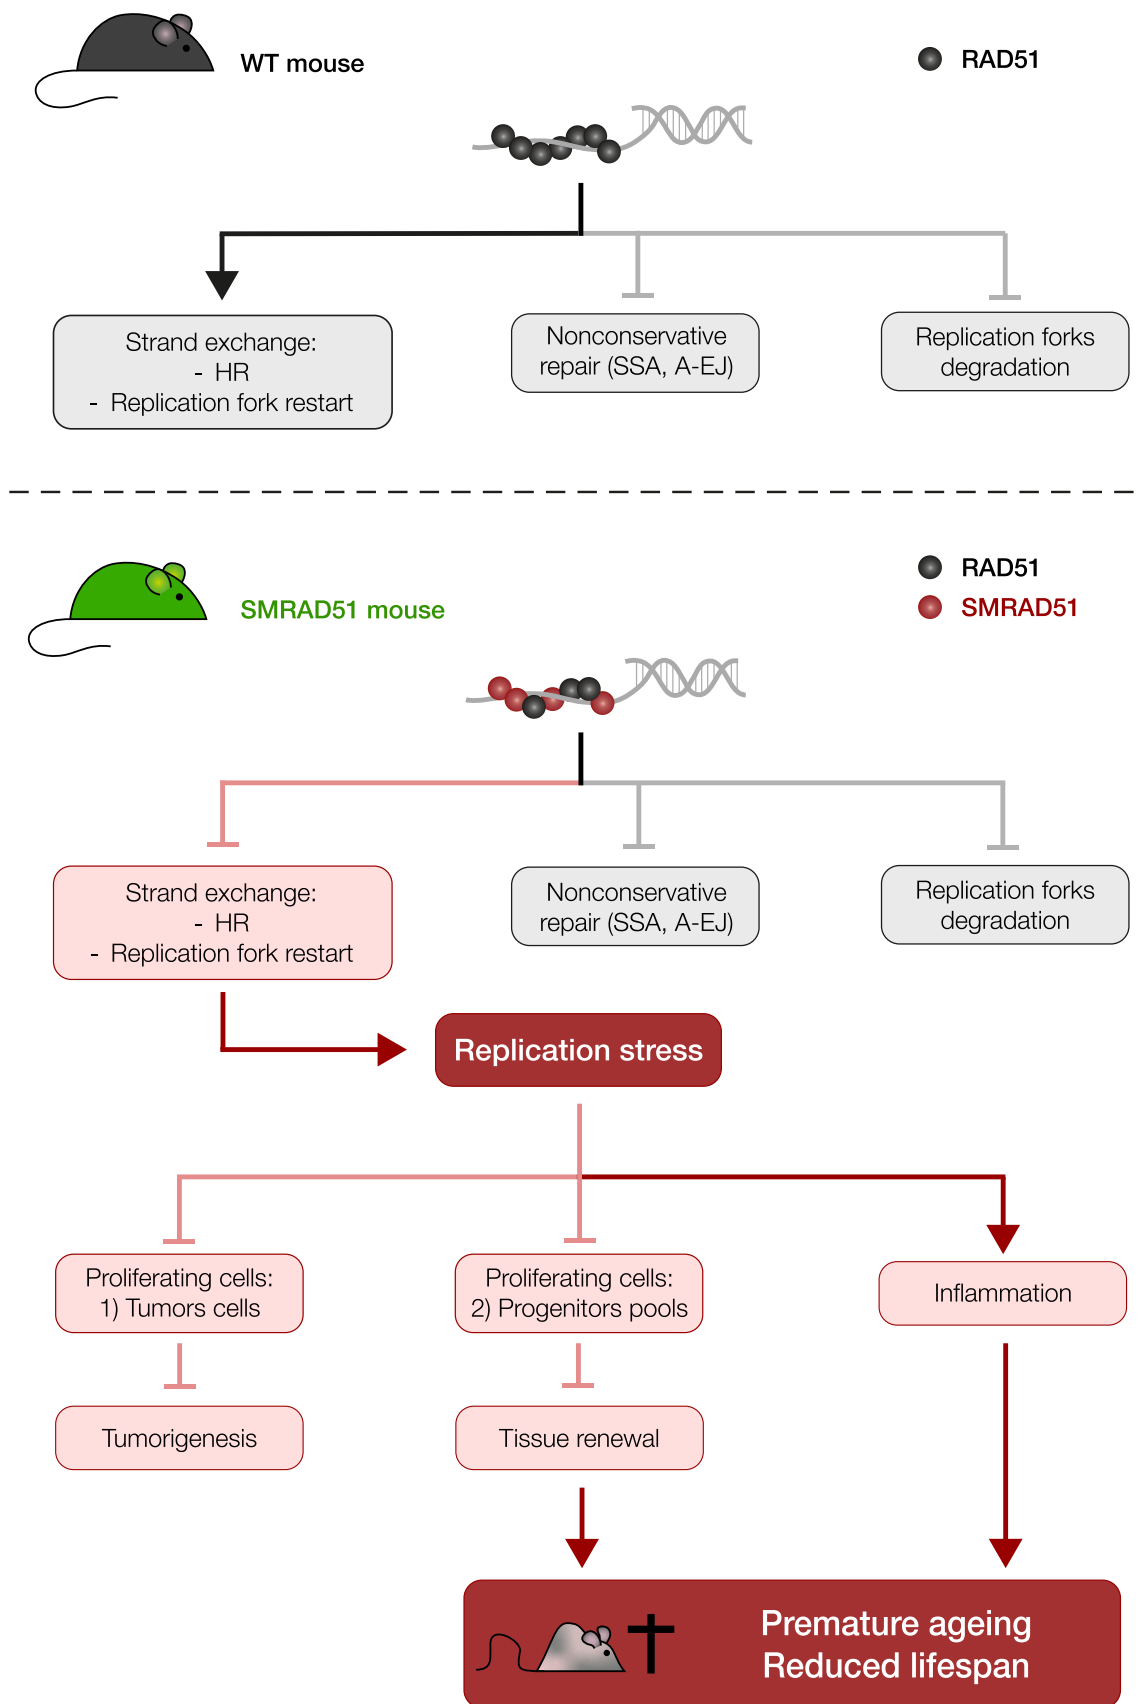 WT mouse
RAD51
Strand exchange:
- HR
- Replication fork restart
Nonconservative
repair (SSA, A-EJ)
Replication forks
degradation
SMRAD51 mouse
RAD51
SMRAD51
Strand exchange:
- HR
- Replication fork restart
Nonconservative
repair (SSA, A-EJ)
Replication forks
degradation
Replication stress
Proliferating cells:
1) Tumors cells
Proliferating cells:
2) Progenitors pools
Inflammation
Tumorigenesis
Tissue renewal
Premature ageing
Reduced lifespan